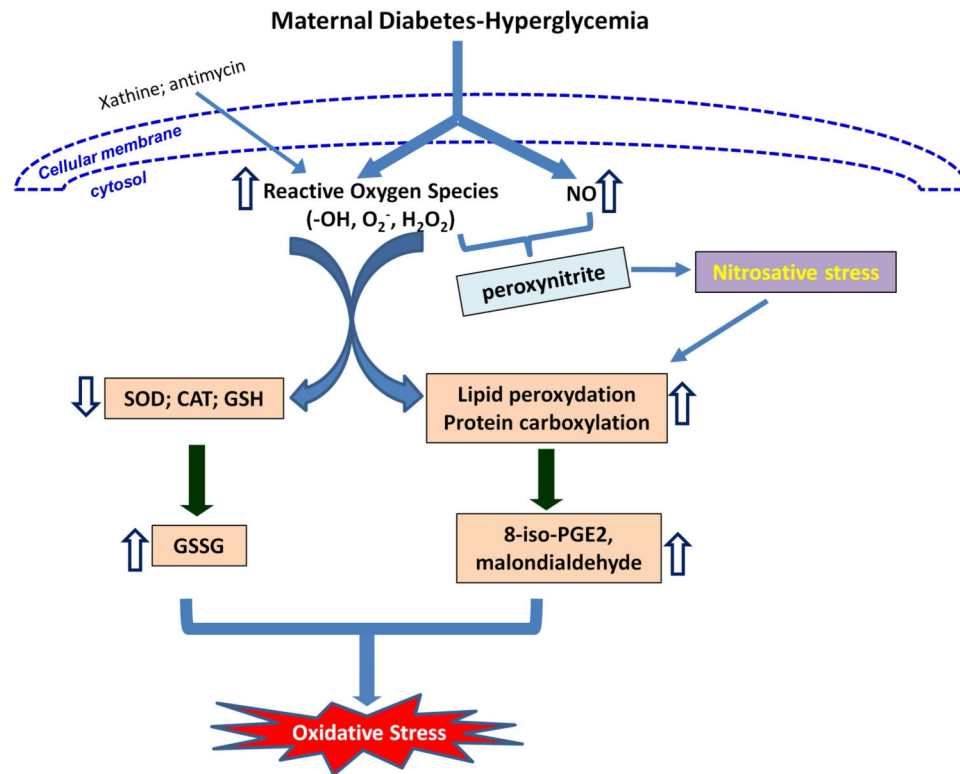 Maternal Diabetes-Hyperglycemia
Xathine; antimycin
Cellular membrane
cytosol
Reactive Oxygen Species
(-OH, O₂⁻, H₂O₂)
NO
peroxynitrite
Nitrosative stress
SOD; CAT; GSH
Lipid peroxydation
Protein carboxylation
GSSG
8-iso-PGE2,
malondialdehyde
Oxidative Stress